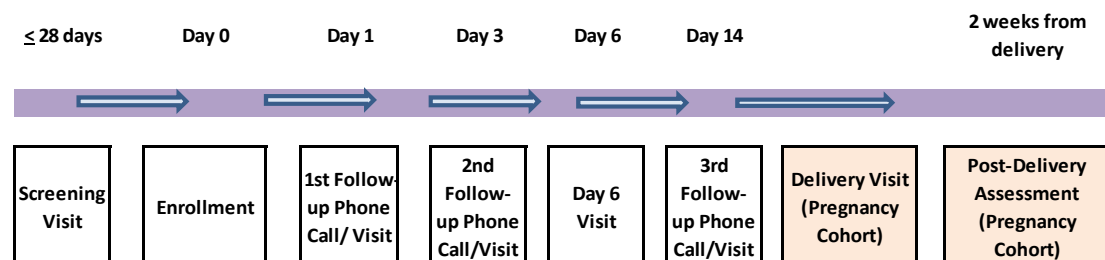 ≤ 28 days
Day 0
Day 1
Day 3
Day 6
Day 14
2 weeks from
delivery
Screening
Visit
Enrollment
1st Follow-
up Phone
Call/ Visit
2nd
Follow-
up Phone
Call/Visit
Day 6
Visit
3rd
Follow-
up Phone
Call/Visit
Delivery Visit
(Pregnancy
Cohort)
Post-Delivery
Assessment
(Pregnancy
Cohort)